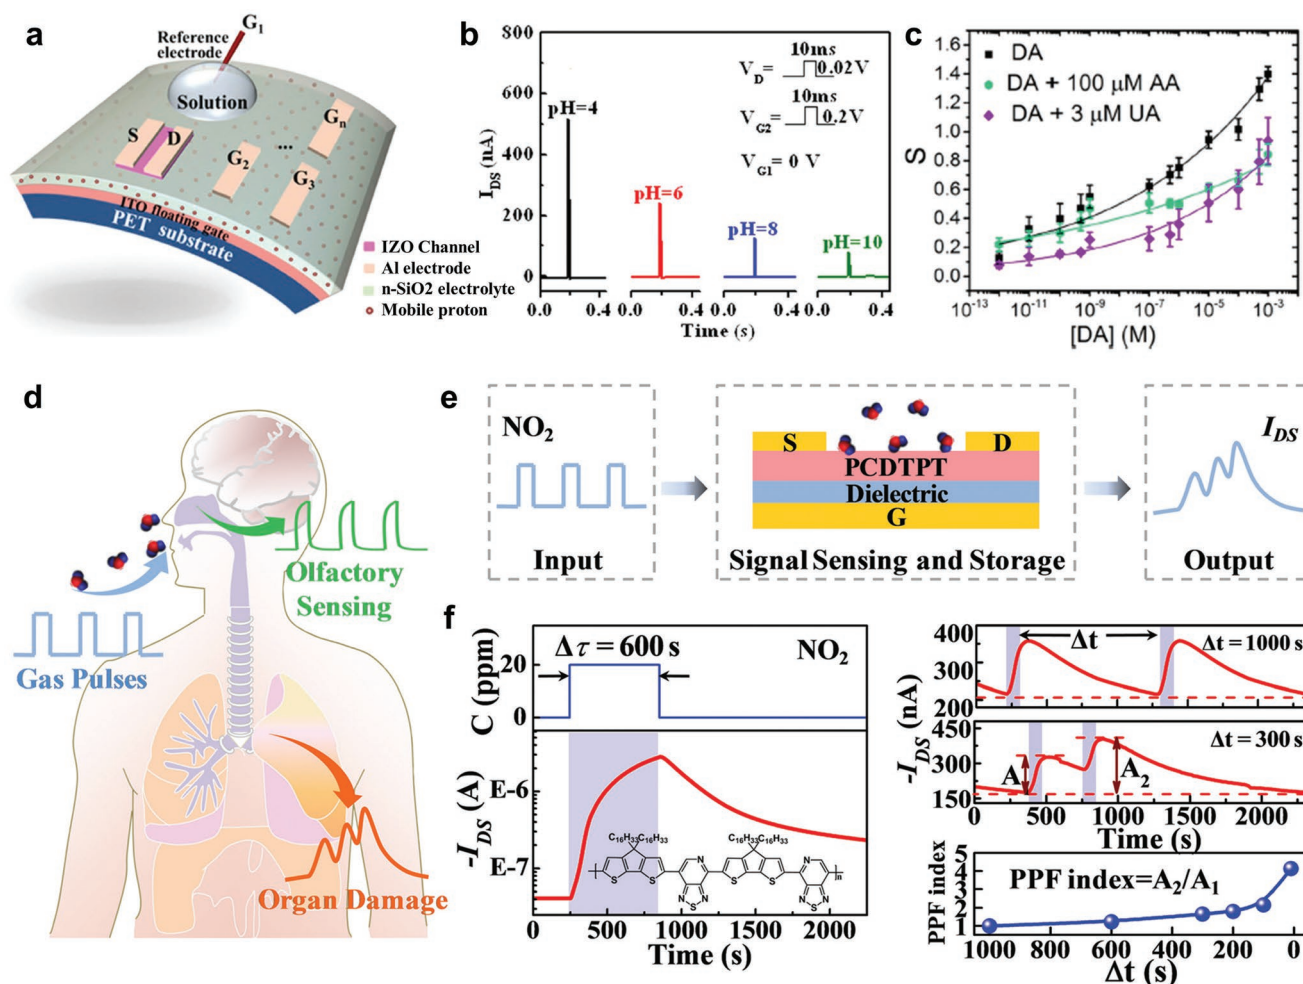 a
G1
Reference
electrode
Solution
S
D
G2
...
Gn
G3
ITO floating gate
PET substrate
IZO Channel
Al electrode
n-SiO2 electrolyte
Mobile proton
b
800
600
400
200
0
IDS (nA)
pH=4
pH=6
pH=8
pH=10
10ms
VD= 0.02 V
10ms
VG2= 0.2 V
VG1= 0 V
0.0 0.4 0.0 0.4 0.0 0.4 0.0 0.4
Time (s)
c
DA
DA + 100 µM AA
DA + 3 µM UA
S
1.6
1.4
1.2
1.0
0.8
0.6
0.4
0.2
0.0
10-13 10-11 10-9 10-7 10-5 10-3
[DA] (M)
d
Gas Pulses
Olfactory
Sensing
Organ Damage
e
NO2
Input
S
D
PCDTPT
Dielectric
G
Signal Sensing and Storage
IDS
Output
f
Δτ = 600 s
NO2
C (ppm)
20
0
-IDS (A)
E-6
E-7
C16H33 C16H33
C16H33 C16H33
S S N N S N S S N N S N n
0 500 1000 1500 2000
Time (s)
400
300
200
Δt
Δt = 1000 s
-IDS (nA)
450
300
150
A
A2
Δt = 300 s
0 500 1000 1500 2000
Time (s)
PPF index
5
4
3
2
1
PPF index=A2/A1
1000 800 600 400 200 0
Δt (s)